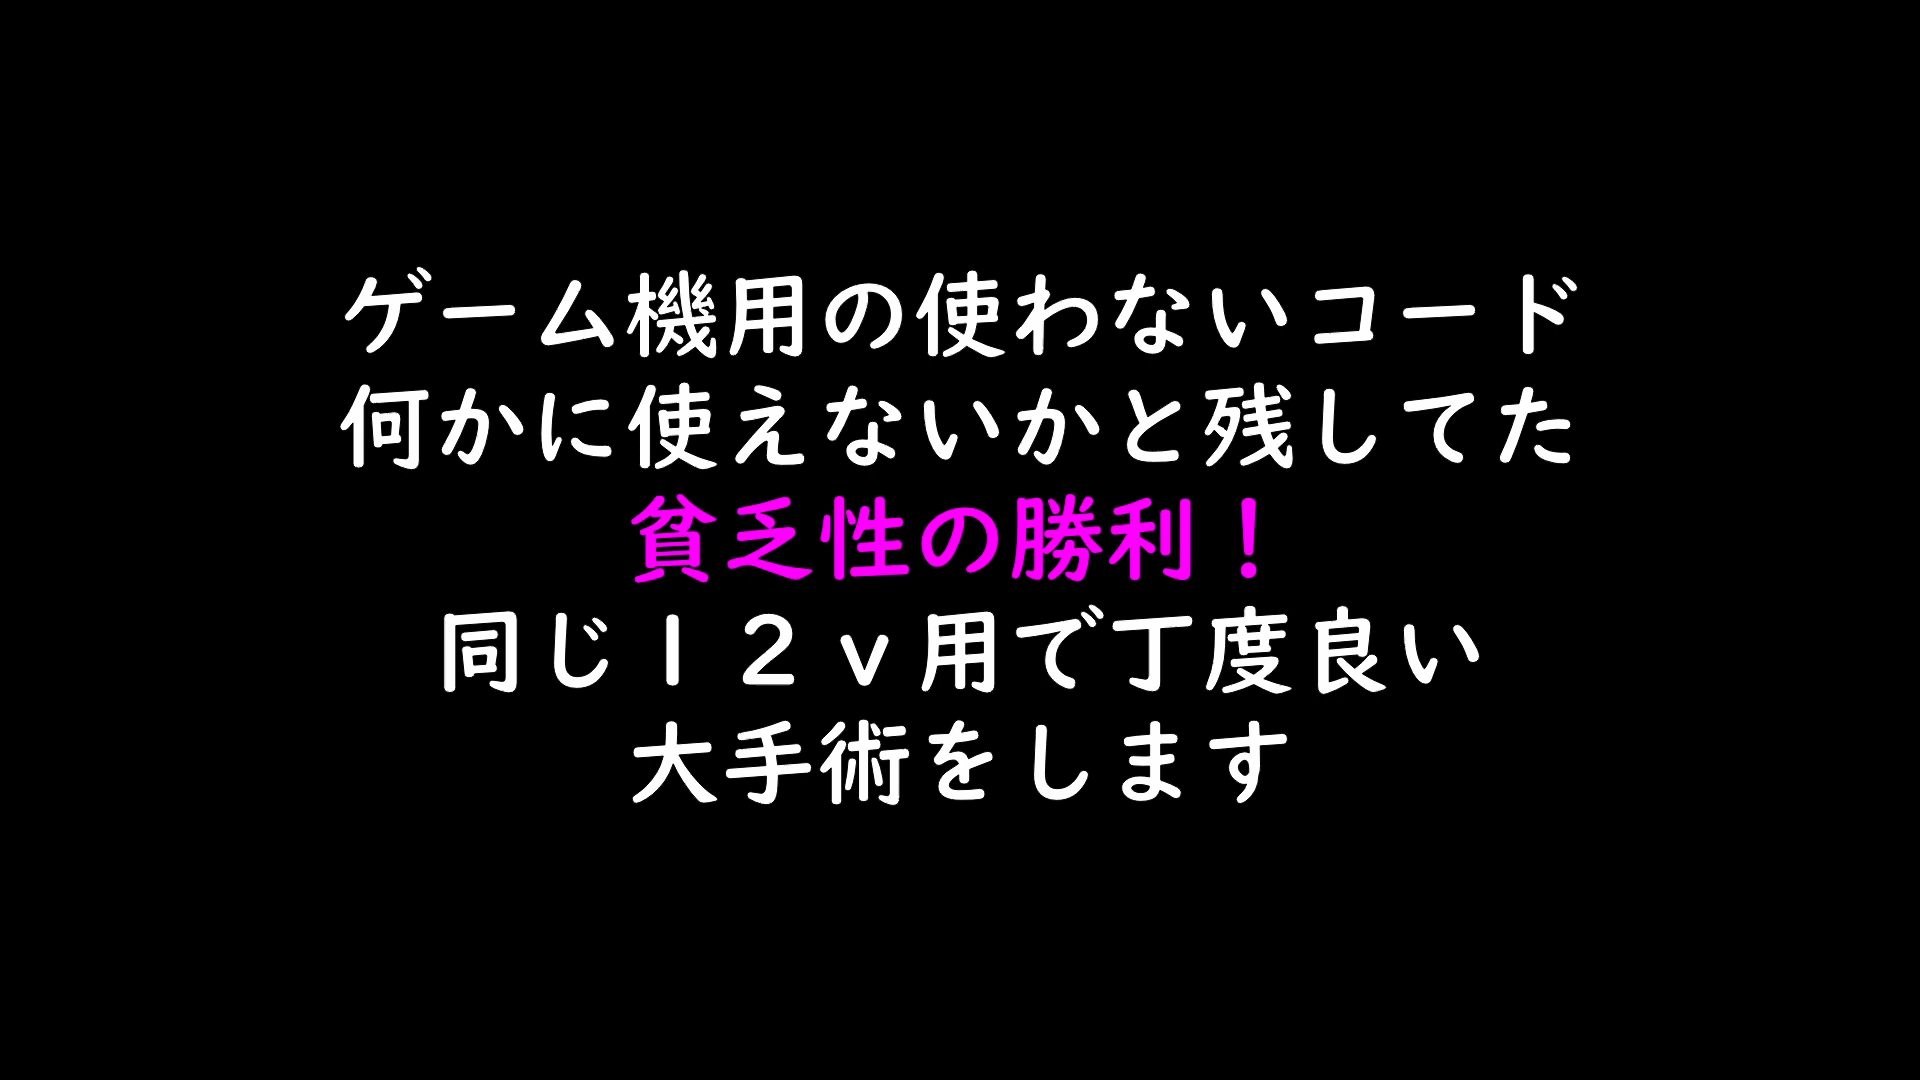 ゲーム機用の使わないコード
何かに使えないかと残してた
貧乏性の勝利！
同じ１２ｖ用で丁度良い
大手術をします